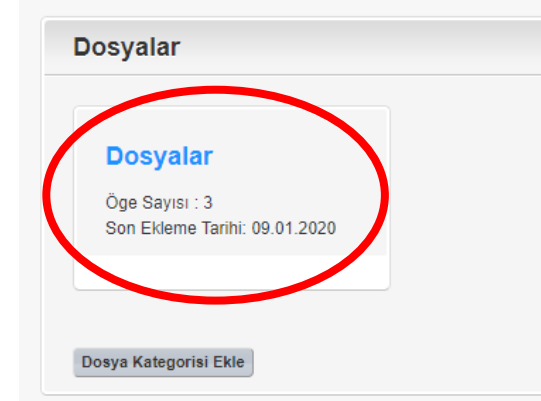 Dosyalar
Dosyalar
Öge Sayısı : 3
Son Ekleme Tarihi: 09.01.2020
Dosya Kategorisi Ekle